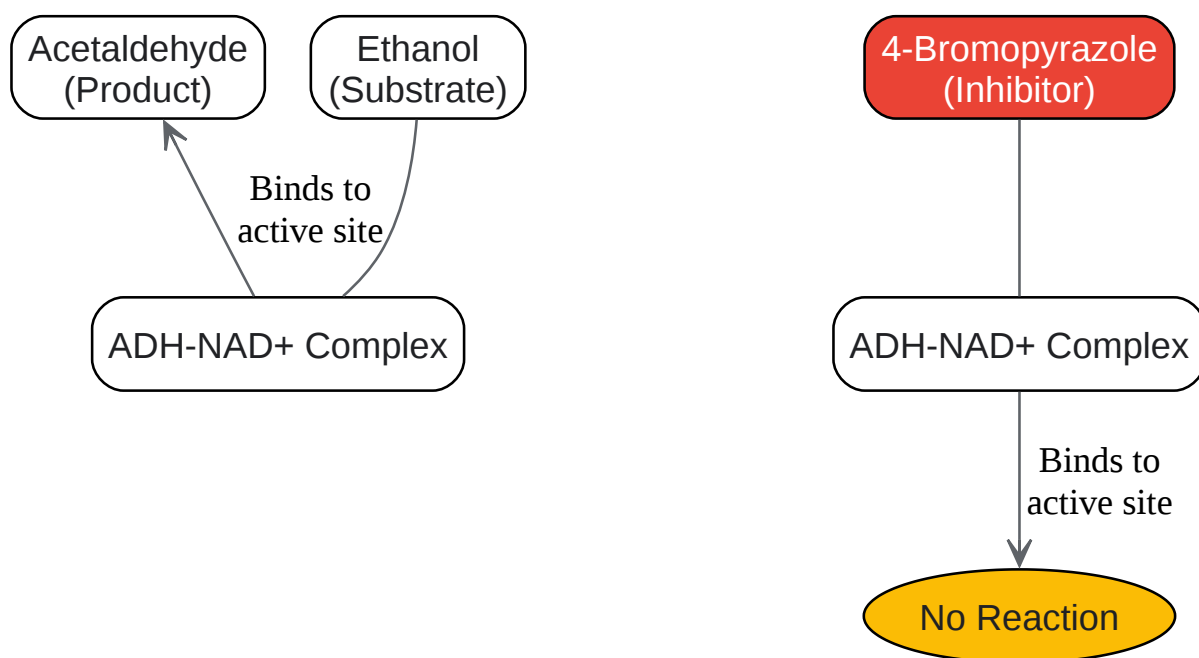 Acetaldehyde
(Product)
Ethanol
(Substrate)
Binds to
active site
ADH-NAD+ Complex
4-Bromopyrazole
(Inhibitor)
ADH-NAD+ Complex
Binds to
active site
No Reaction